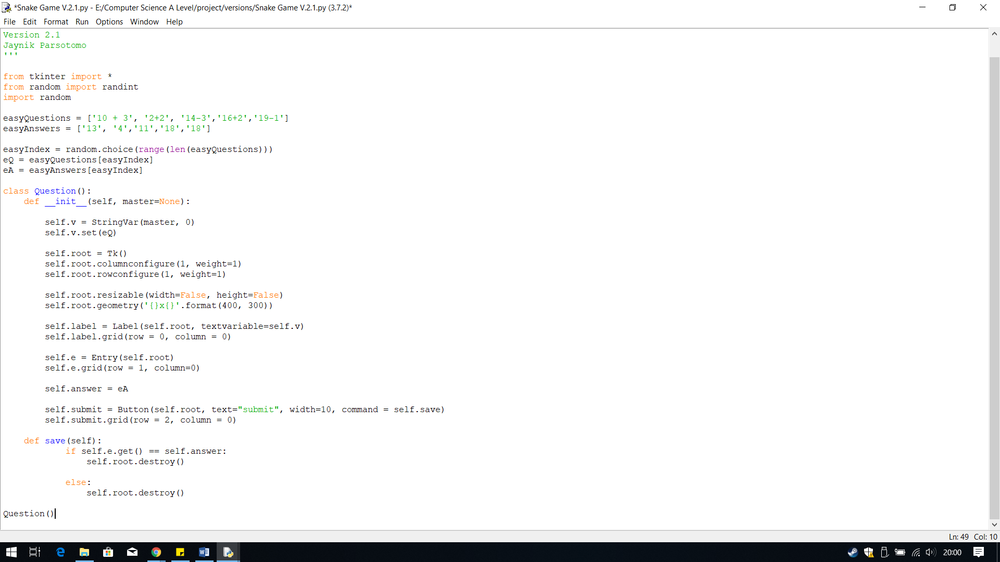 *Snake Game V.2.1.py - E:/Computer Science A Level/project/versions/Snake Game V.2.1.py (3.7.2)*
File Edit Format Run Options Window Help
Version 2.1
Jaynik Parsotomo
'''
from tkinter import *
from random import randint
import random
easyQuestions = ['10 + 3', '2+2', '14-3','16+2','19-1']
easyAnswers = ['13', '4','11','18','18']
easyIndex = random.choice(range(len(easyQuestions)))
eQ = easyQuestions[easyIndex]
eA = easyAnswers[easyIndex]
class Question():
    def __init__(self, master=None):
        self.v = StringVar(master, 0)
        self.v.set(eQ)
        self.root = Tk()
        self.root.columnconfigure(1, weight=1)
        self.root.rowconfigure(1, weight=1)
        self.root.resizable(width=False, height=False)
        self.root.geometry('{}x{}'.format(400, 300))
        self.label = Label(self.root, textvariable=self.v)
        self.label.grid(row = 0, column = 0)
        self.e = Entry(self.root)
        self.e.grid(row = 1, column=0)
        self.answer = eA
        self.submit = Button(self.root, text="submit", width=10, command = self.save)
        self.submit.grid(row = 2, column = 0)
    def save(self):
            if self.e.get() == self.answer:
                self.root.destroy()
            else:
                self.root.destroy()
Question()
Ln: 49 Col: 10
20:00